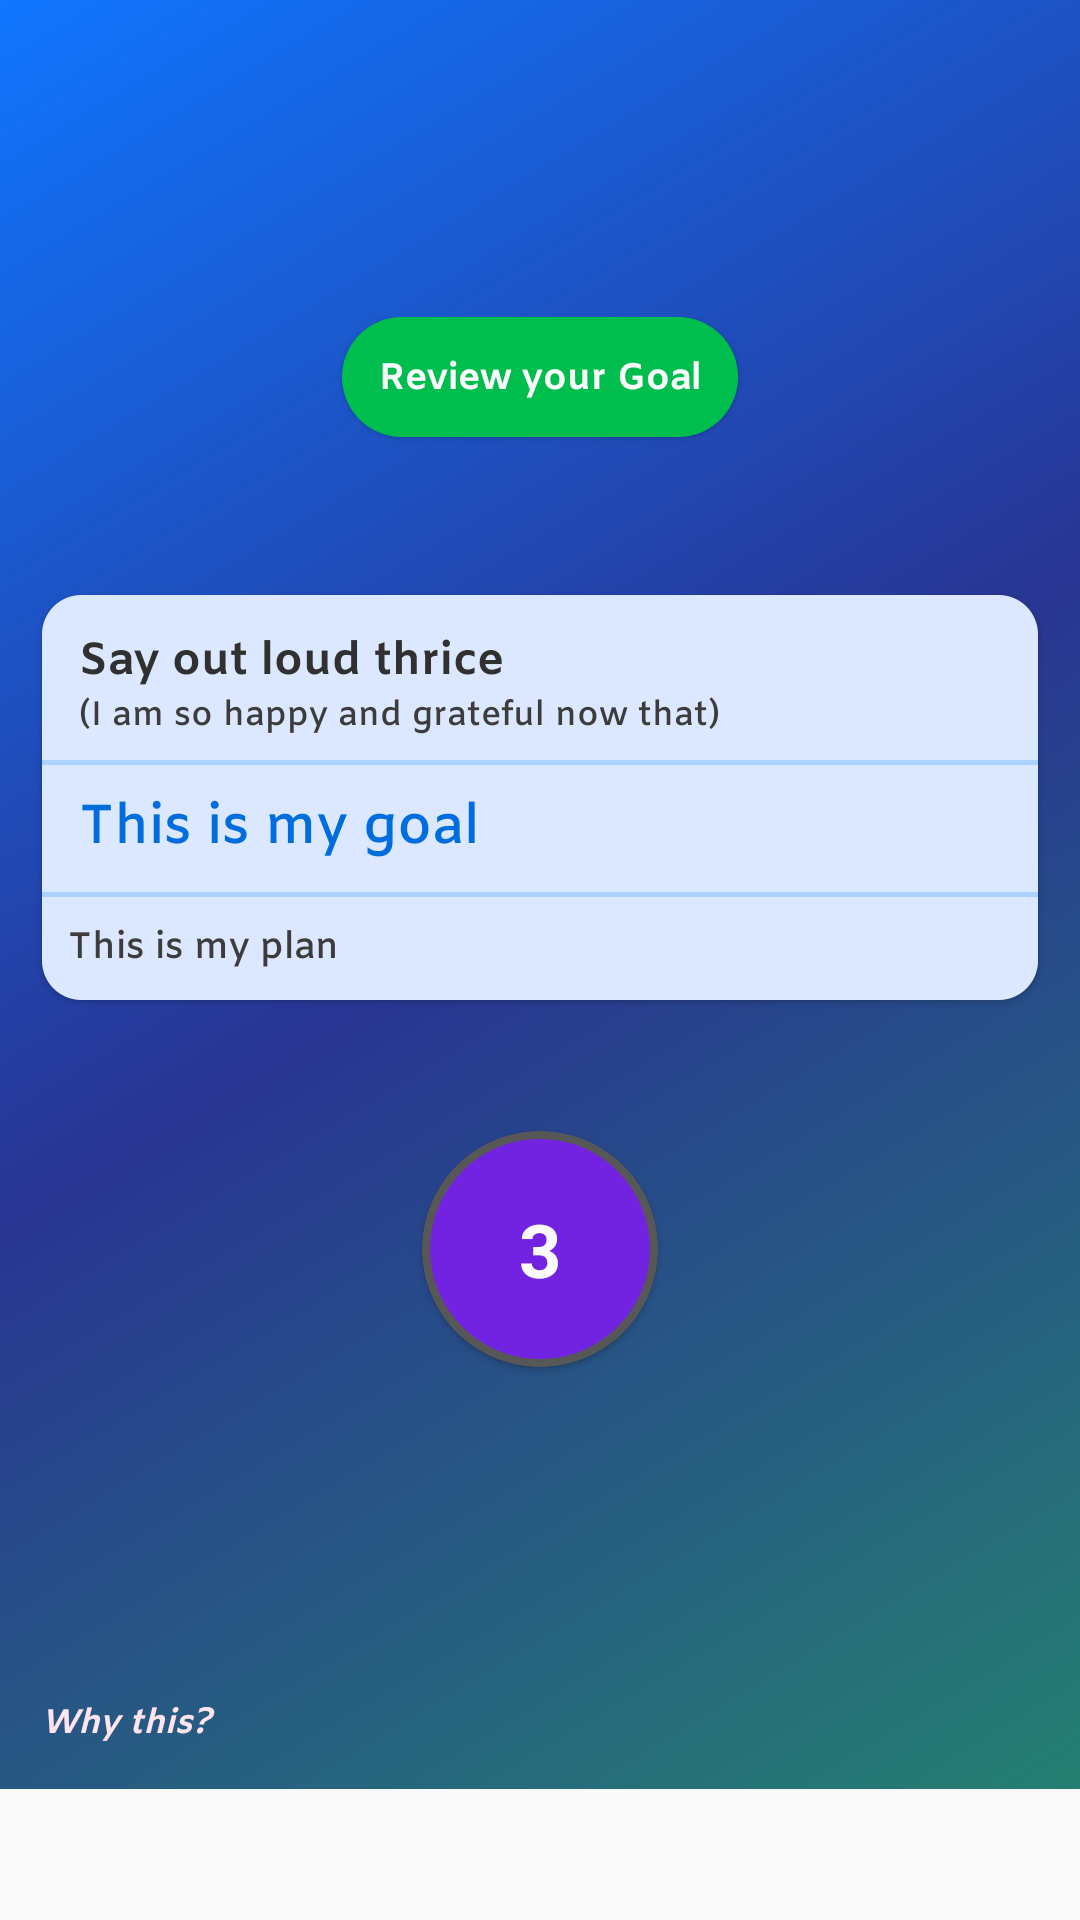 Review your Goal
Say out loud thrice
(I am so happy and grateful now that)
This is my goal
This is my plan
3
Why this?